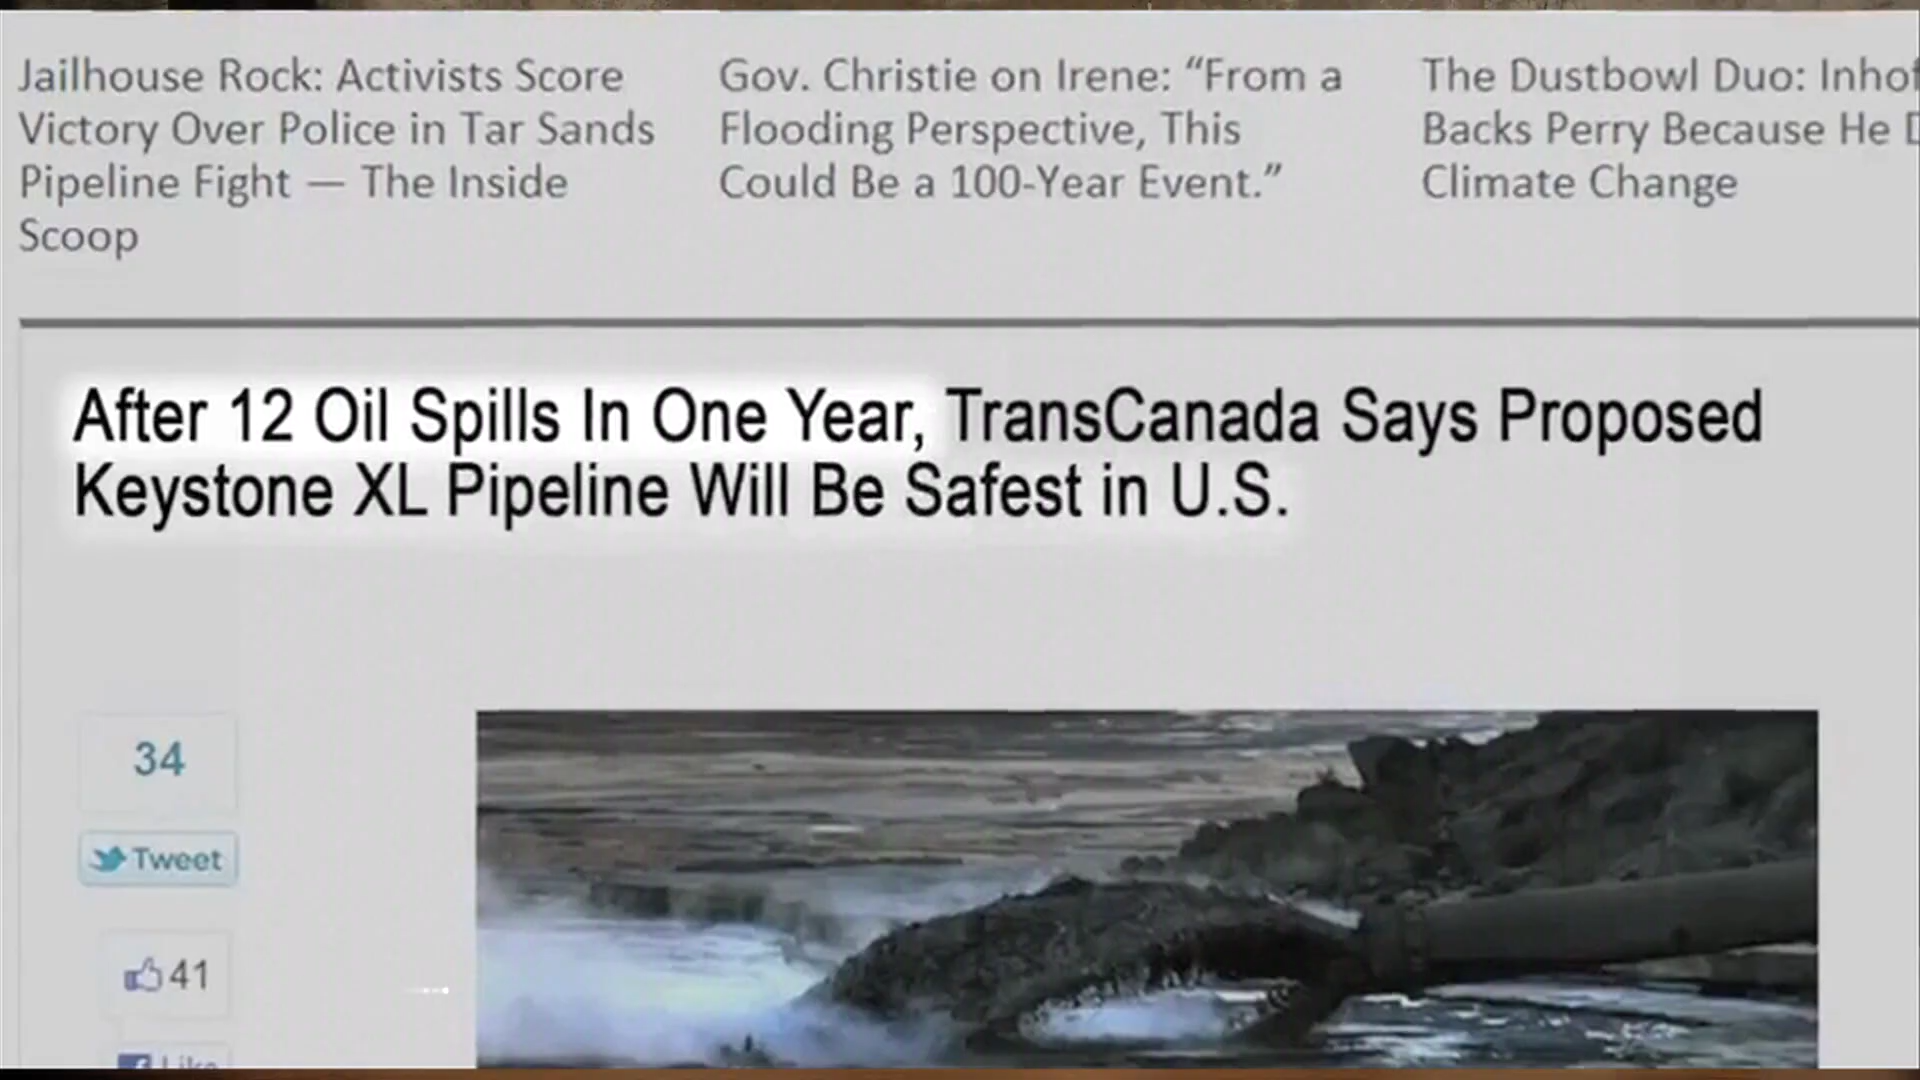 Jailhouse Rock: Activists Score
Victory Over Police in Tar Sands
Pipeline Fight — The Inside
Scoop
Gov. Christie on Irene: “From a
Flooding Perspective, This
Could Be a 100-Year Event.”
The Dustbowl Duo: Inhof
Backs Perry Because He D
Climate Change
After 12 Oil Spills In One Year, TransCanada Says Proposed
Keystone XL Pipeline Will Be Safest in U.S.
34
Tweet
41
Like